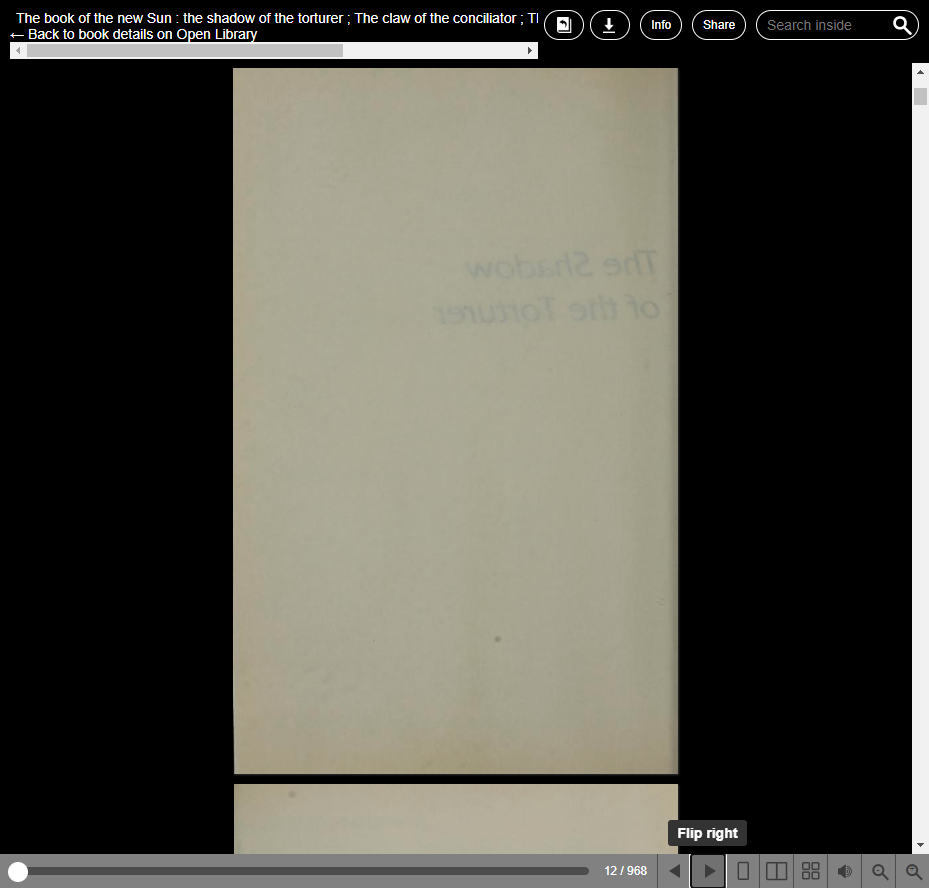 The book of the new Sun : the shadow of the torturer ; The claw of the conciliator ; Tl
← Back to book details on Open Library
Info
Share
Search inside
The Shadow
of the Torturer
Flip right
12 / 968